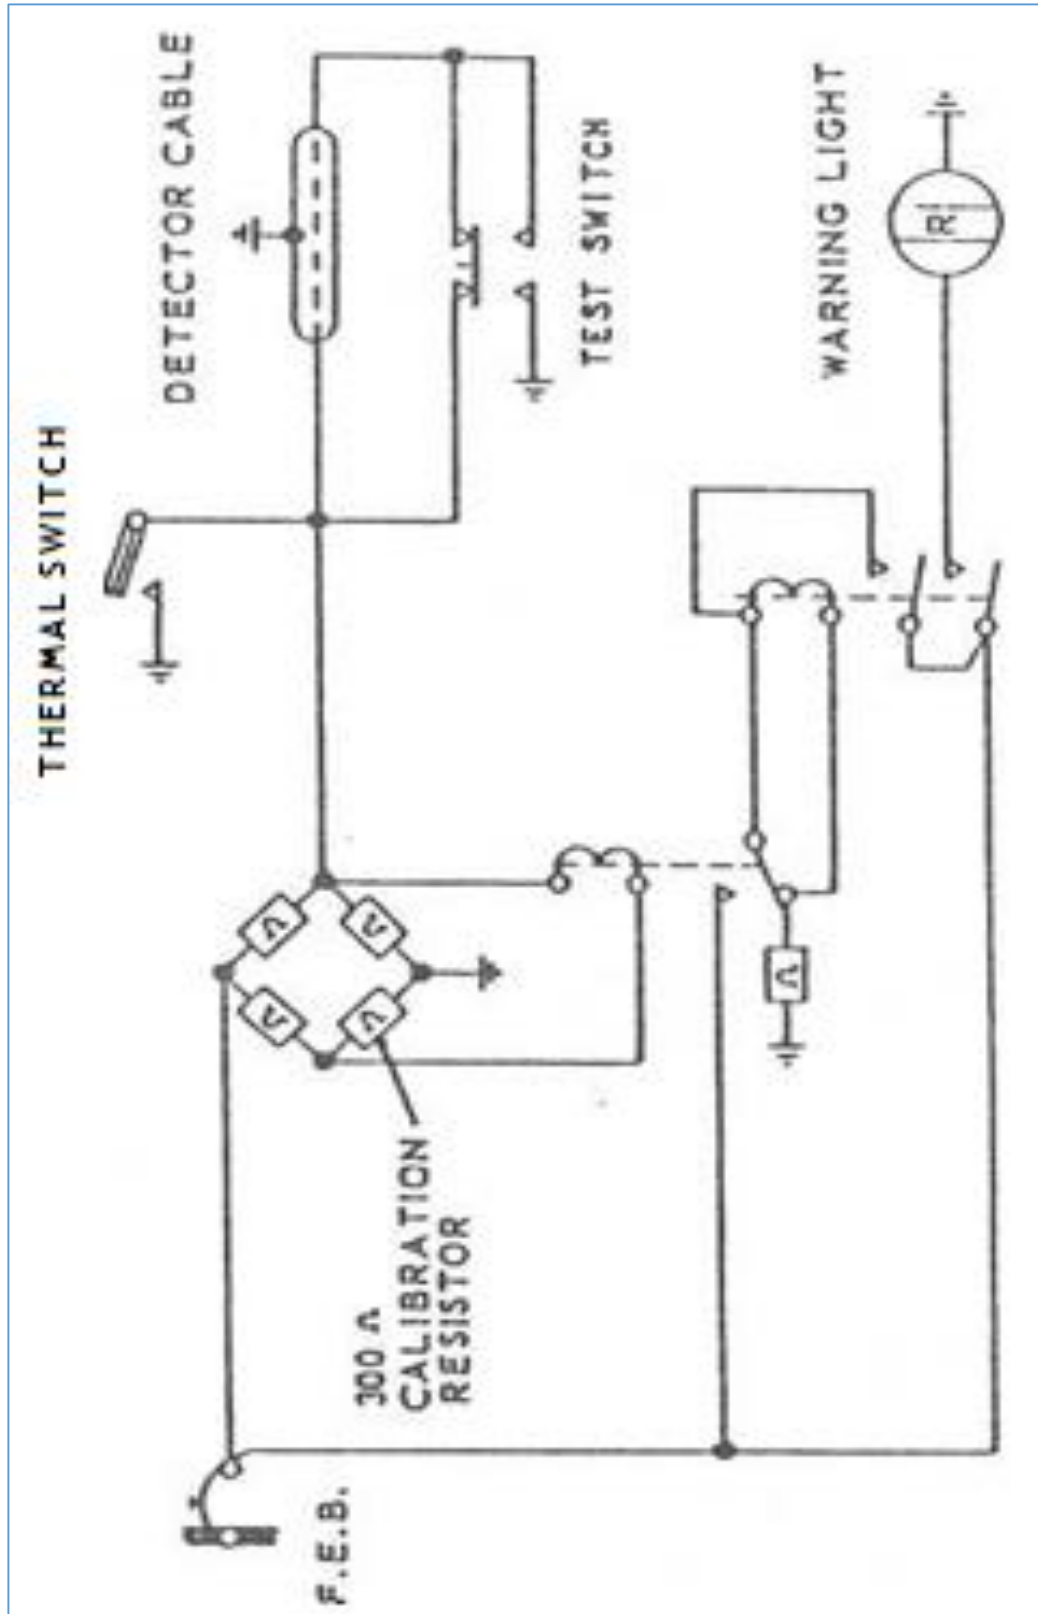 THERMAL SWITCH
DETECTOR CABLE
TEST SWITCH
WARNING LIGHT
R
300 Ω
CALIBRATION
RESISTOR
F.E.B.